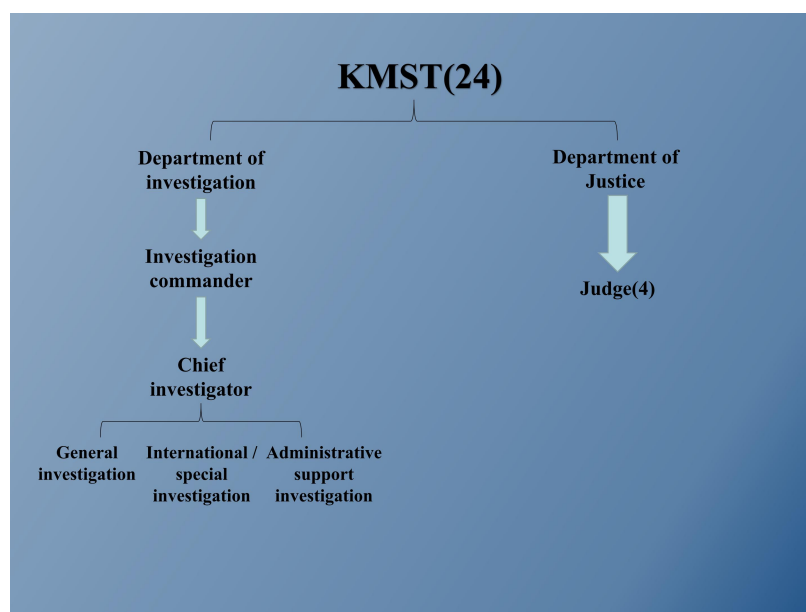 KMST(24)
Department of
investigation
Department of
Justice
Investigation
commander
Judge(4)
Chief
investigator
General
investigation
International /
special
investigation
Administrative
support
investigation